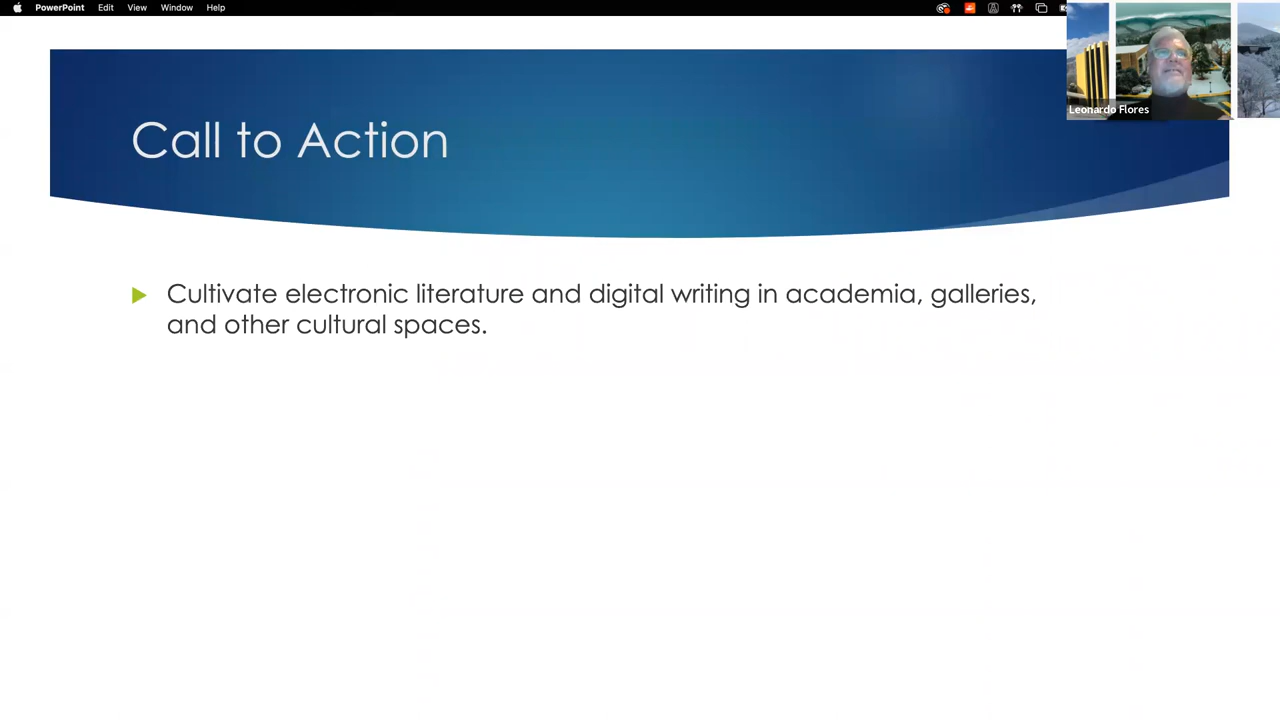 PowerPoint Edit View Window Help
Leonardo Flores
Call to Action
Cultivate electronic literature and digital writing in academia, galleries,
and other cultural spaces.